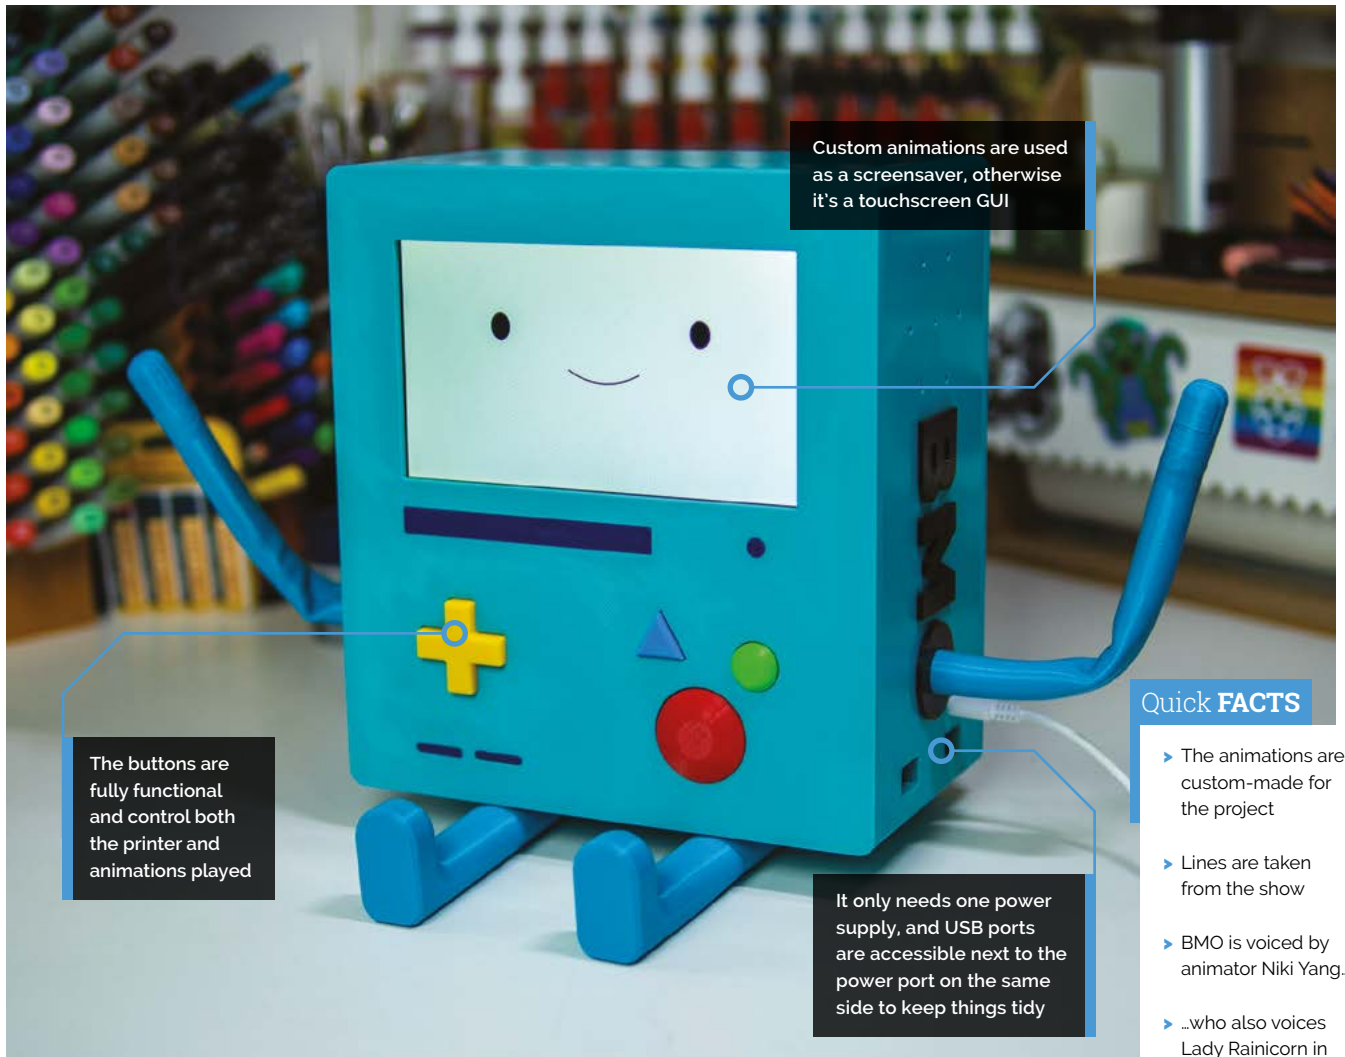 Custom animations are used
as a screensaver, otherwise
it's a touchscreen GUI
BMO
The buttons are
fully functional
and control both
the printer and
animations played
It only needs one power
supply, and USB ports
are accessible next to the
power port on the same
side to keep things tidy
Quick FACTS
> The animations are
custom-made for
the project
> Lines are taken
from the show
> BMO is voiced by
animator Niki Yang.
> …who also voices
Lady Rainicorn in